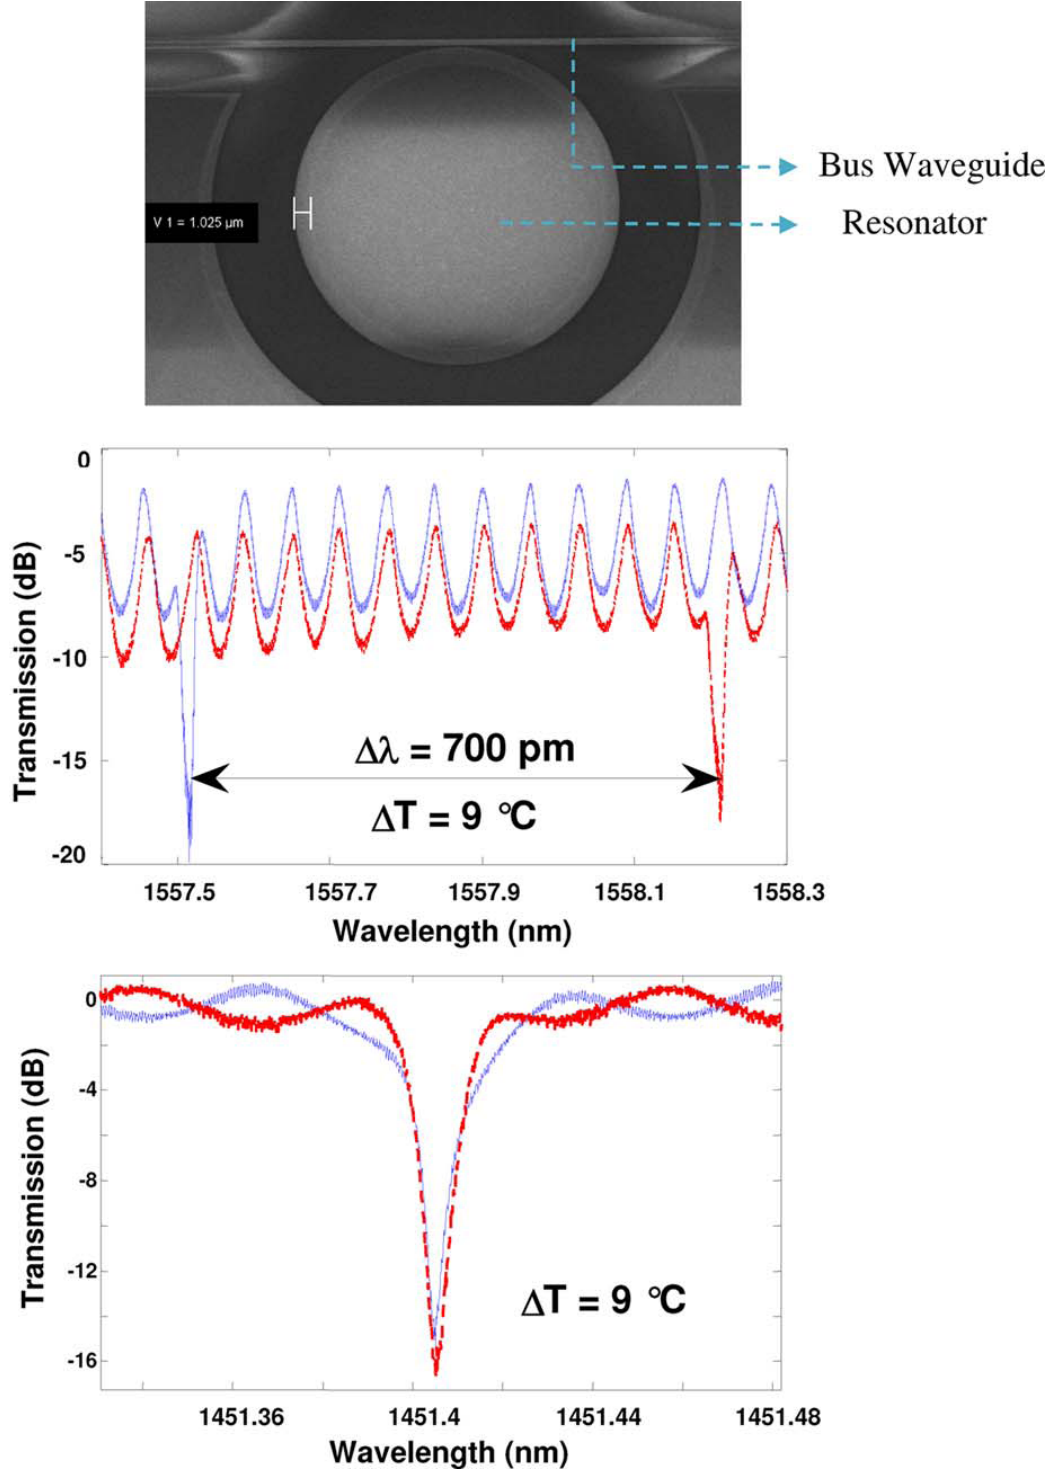 Bus Waveguide
V 1 = 1.025 µm
Resonator
0
-5
-10
-15
-20
Transmission (dB)
Δλ = 700 pm
ΔT = 9 °C
1557.5 1557.7 1557.9 1558.1 1558.3
Wavelength (nm)
0
-4
-8
-12
-16
Transmission (dB)
ΔT = 9 °C
1451.36 1451.4 1451.44 1451.48
Wavelength (nm)